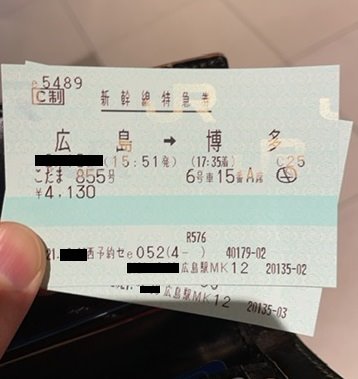 e5489
C制
新幹線特急券
広島 → 博多
(15:51発) (17:35着) C25
こだま 855号 6号車15番A席
¥4,130
R576
21. 西予約セe052(4- ) 40179-02
広島駅MK12 20135-02
広島駅MK12 20135-03
JR